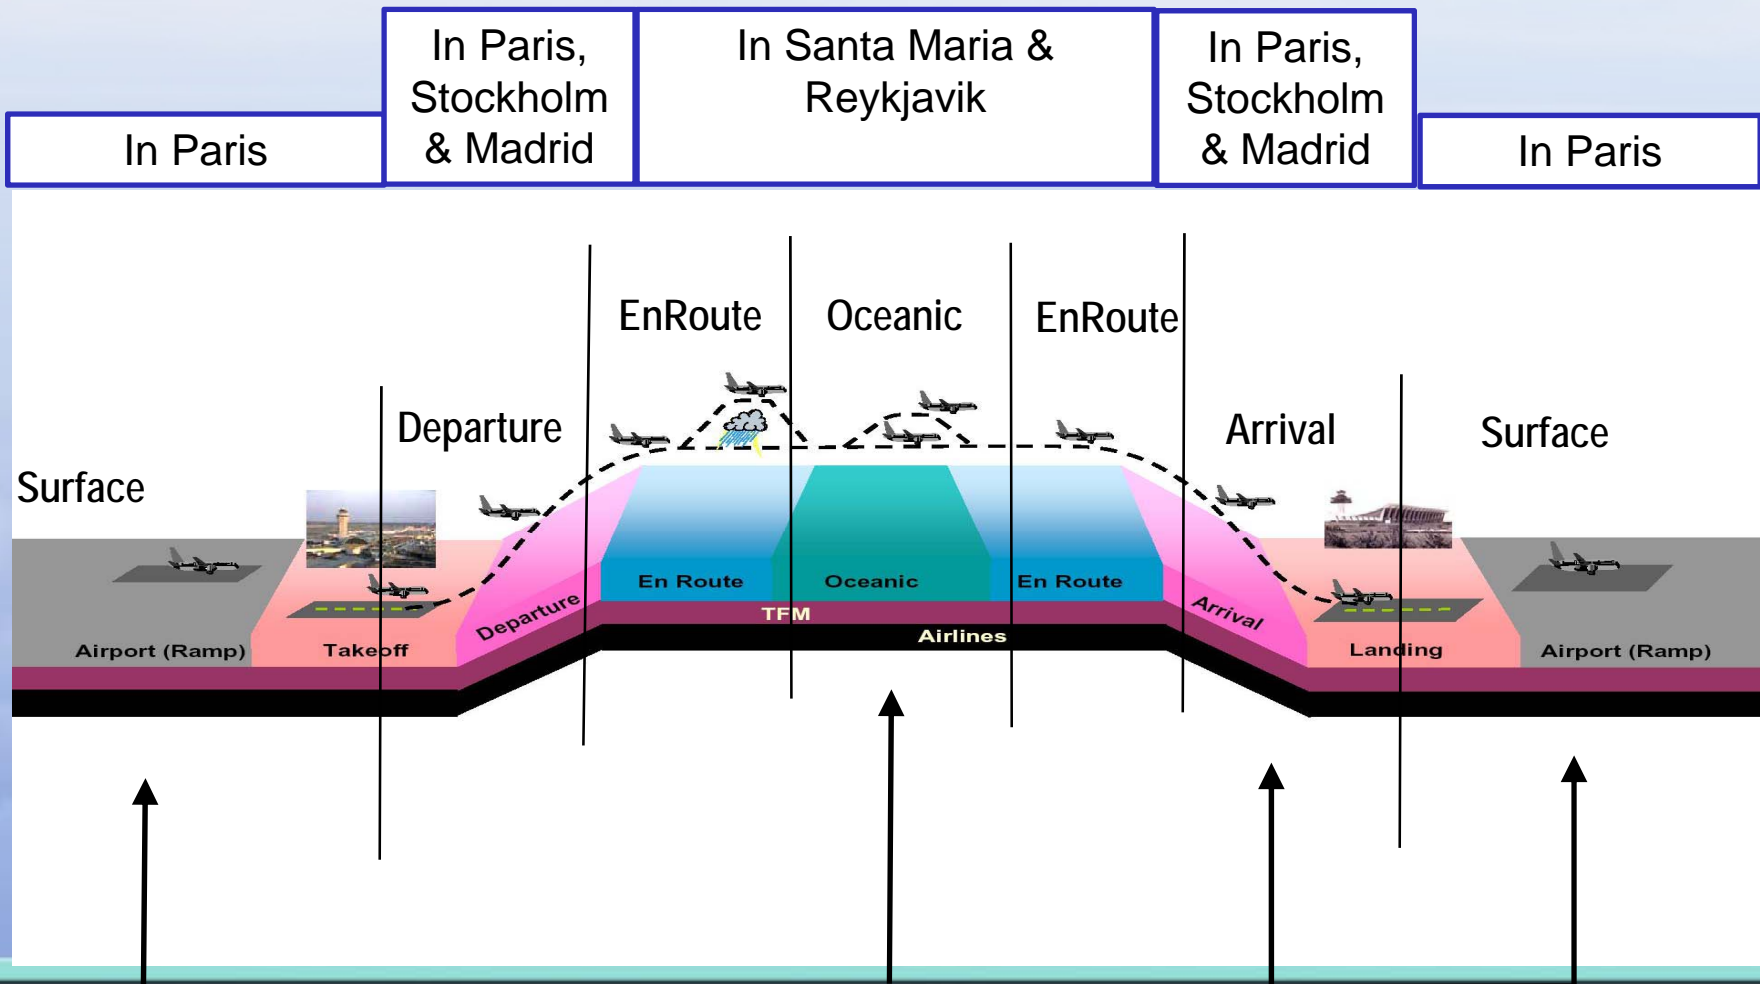 In Paris
In Paris,
Stockholm
& Madrid
In Santa Maria &
Reykjavik
In Paris,
Stockholm
& Madrid
In Paris
EnRoute
Oceanic
EnRoute
Departure
Arrival
Surface
Surface
En Route
Oceanic
En Route
Departure
TFM
Arrival
Airlines
Airport (Ramp)
Takeoff
Landing
Airport (Ramp)